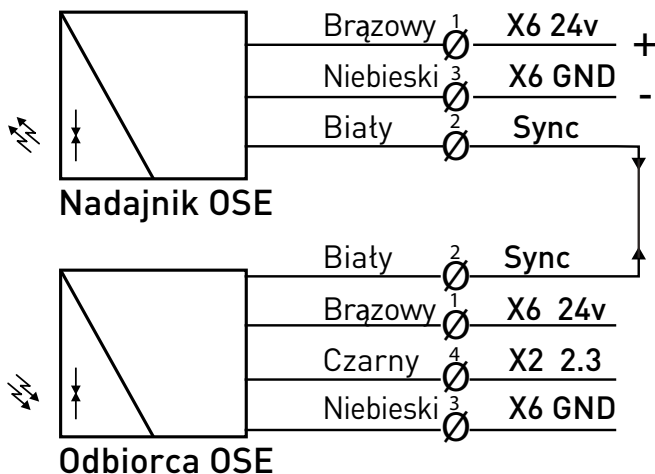 Brązowy 1 X6 24v +
Niebieski 3 X6 GND -
Biały 2 Sync
Nadajnik OSE
Biały 2 Sync
Brązowy 1 X6 24v
Czarny 4 X2 2.3
Niebieski 3 X6 GND
Odbiorca OSE